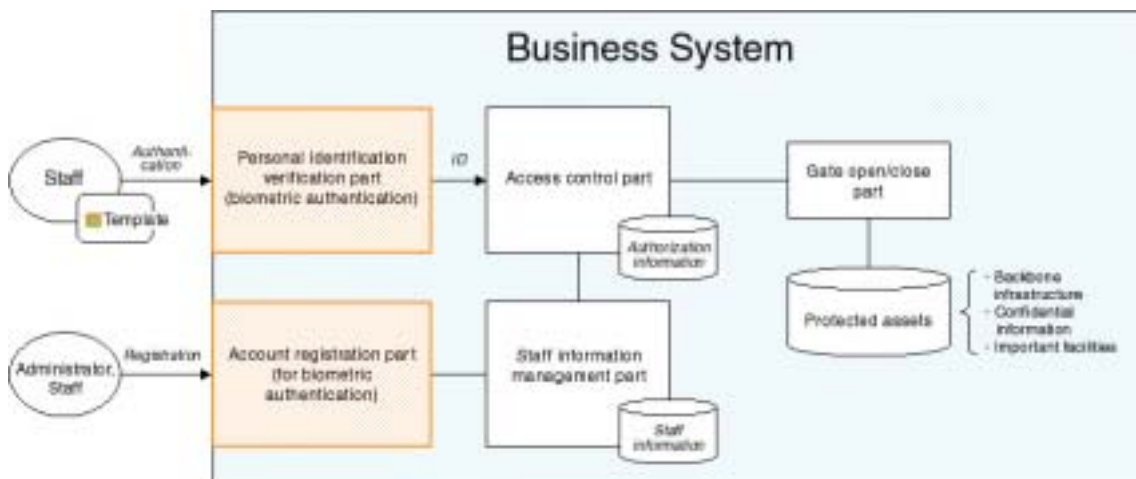 Business System
Authenti-
cation
Staff
Template
Personal identification
verification part
(biometric authentication)
ID
Access control part
Authorization
information
Gate open/close
part
Protected assets
- Backbone
infrastructure
- Confidential
information
- Important facilities
Administrator,
Staff
Registration
Account registration part
(for biometric
authentication)
Staff information
management part
Staff
information